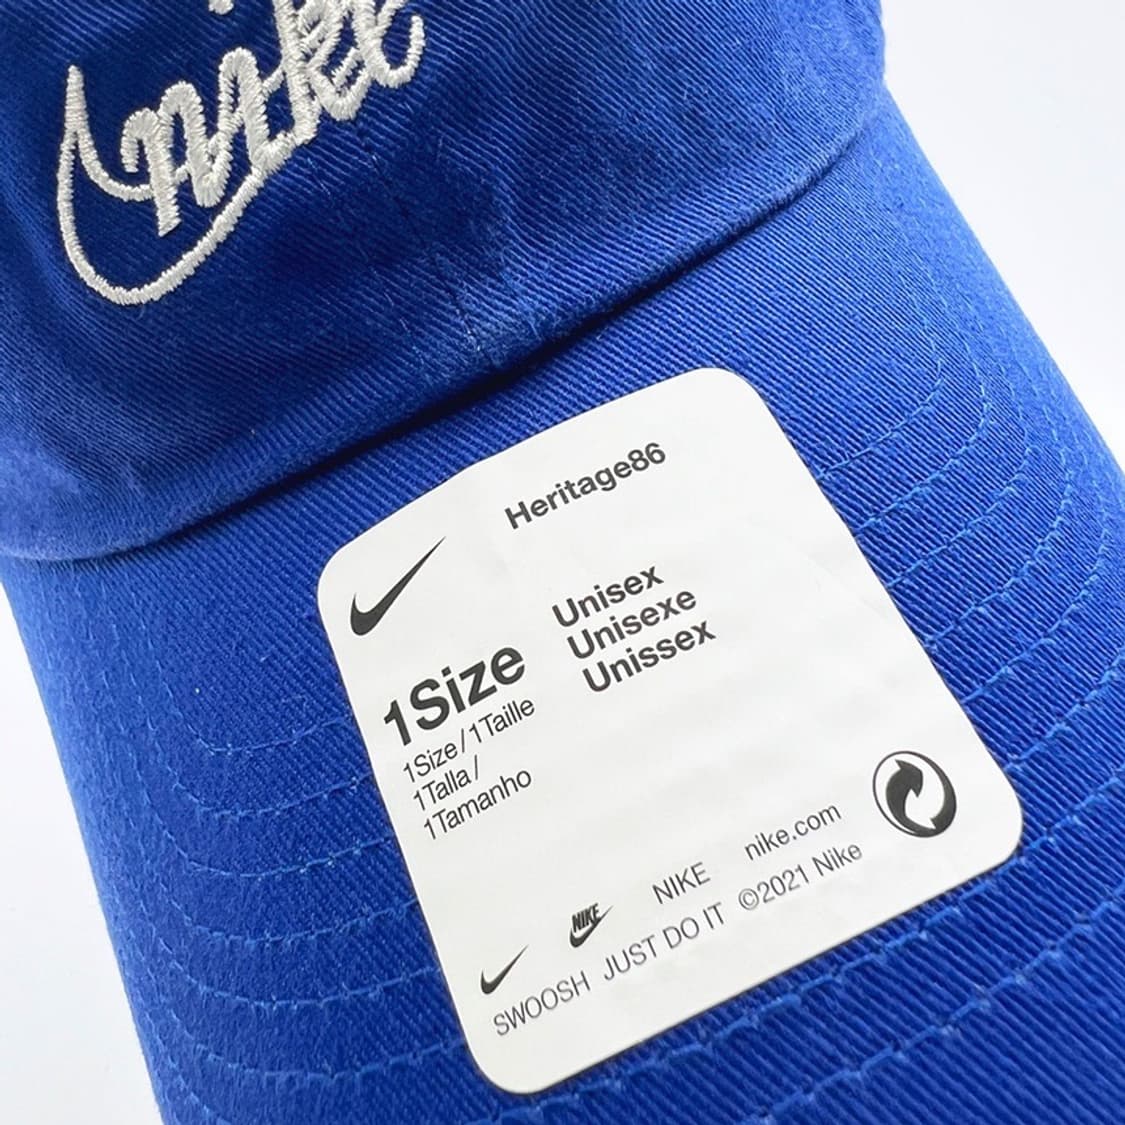 nike
Heritage86
Unisex
Unisexe
Unissex
1Size
1Size/1Taille
1Talla/
1Tamanho
NIKE NIKE nike.com
SWOOSH JUST DO IT ©2021 Nike